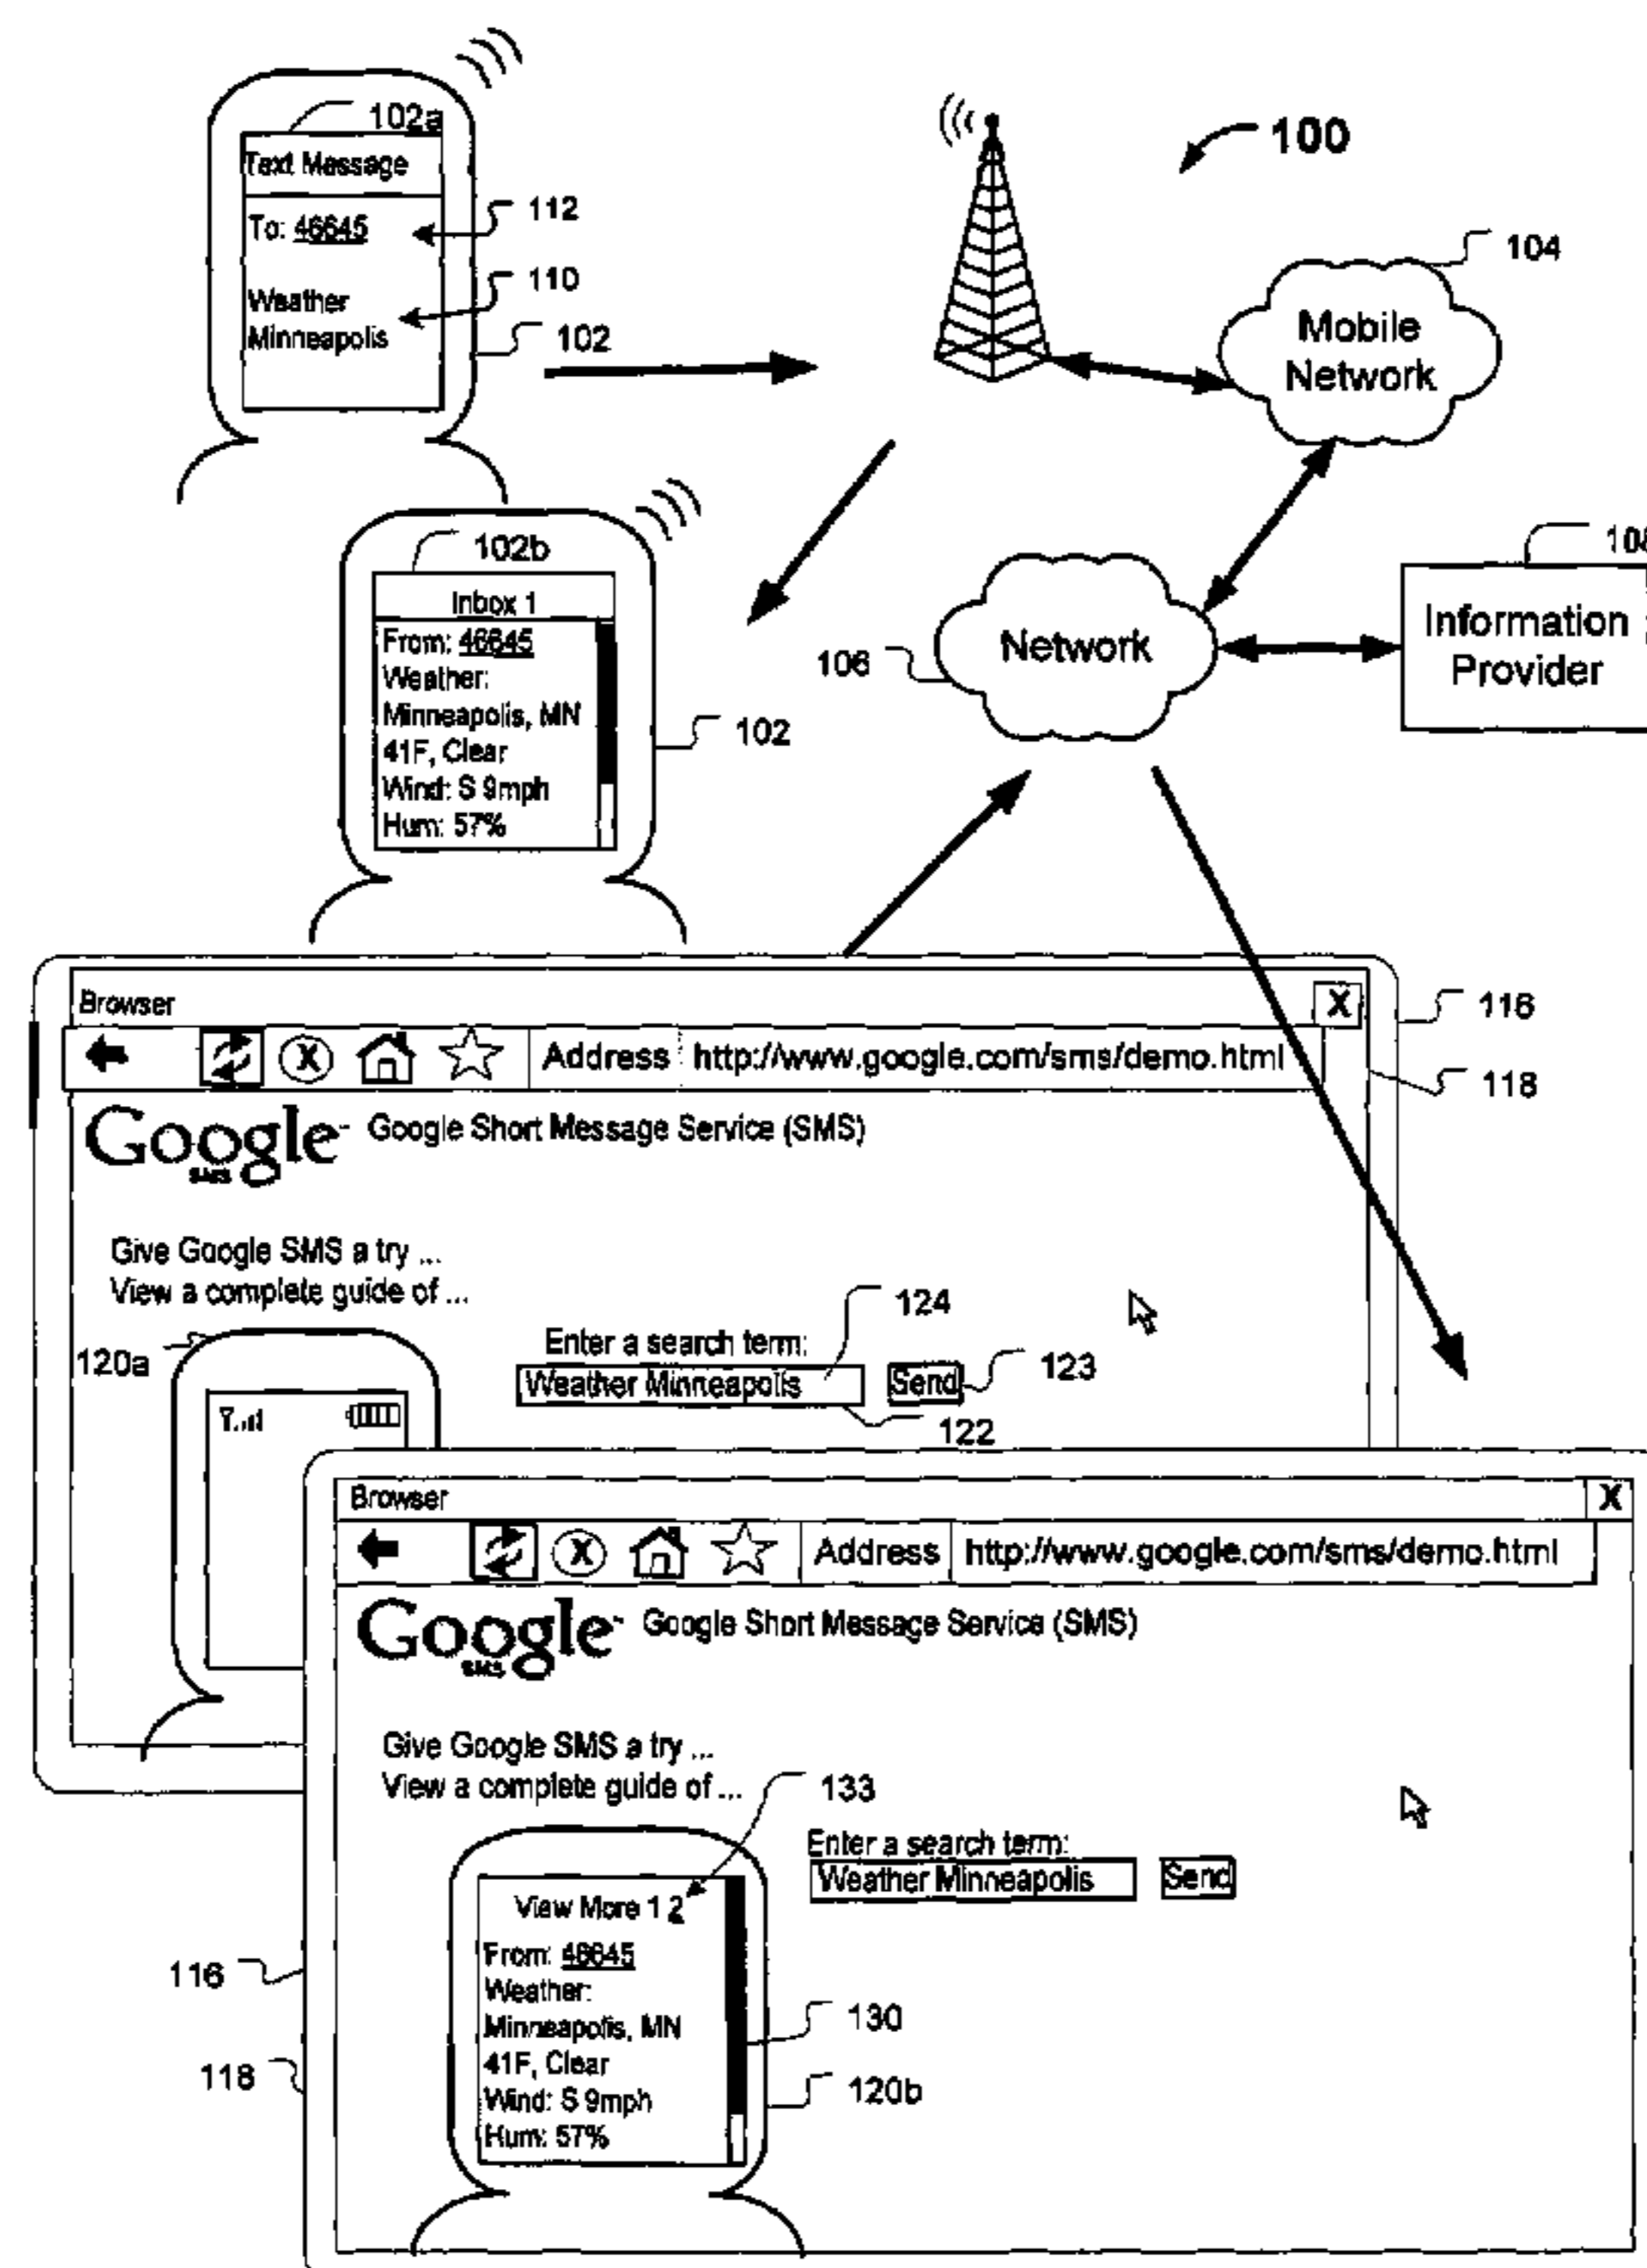 102a
Text Message
To: 46645
Weather
Minneapolis
112
110
102
100
104
Mobile
Network
102b
Inbox 1
From: 46645
Weather:
Minneapolis, MN
41F, Clear
Wind: S 9mph
Hum: 57%
102
106
Network
108
Information
Provider
Browser
X
X
Address
http://www.google.com/sms/demo.html
116
118
Google
SMS
Google Short Message Service (SMS)
Give Google SMS a try ...
View a complete guide of ...
120a
Enter a search term:
Weather Minneapolis
Send
124
123
122
Browser
X
X
Address
http://www.google.com/sms/demo.html
Google
SMS
Google Short Message Service (SMS)
Give Google SMS a try ...
View a complete guide of ...
133
Enter a search term:
Weather Minneapolis
Send
View More 1 2
From: 46645
Weather:
Minneapolis, MN
41F, Clear
Wind: S 9mph
Hum: 57%
116
118
130
120b